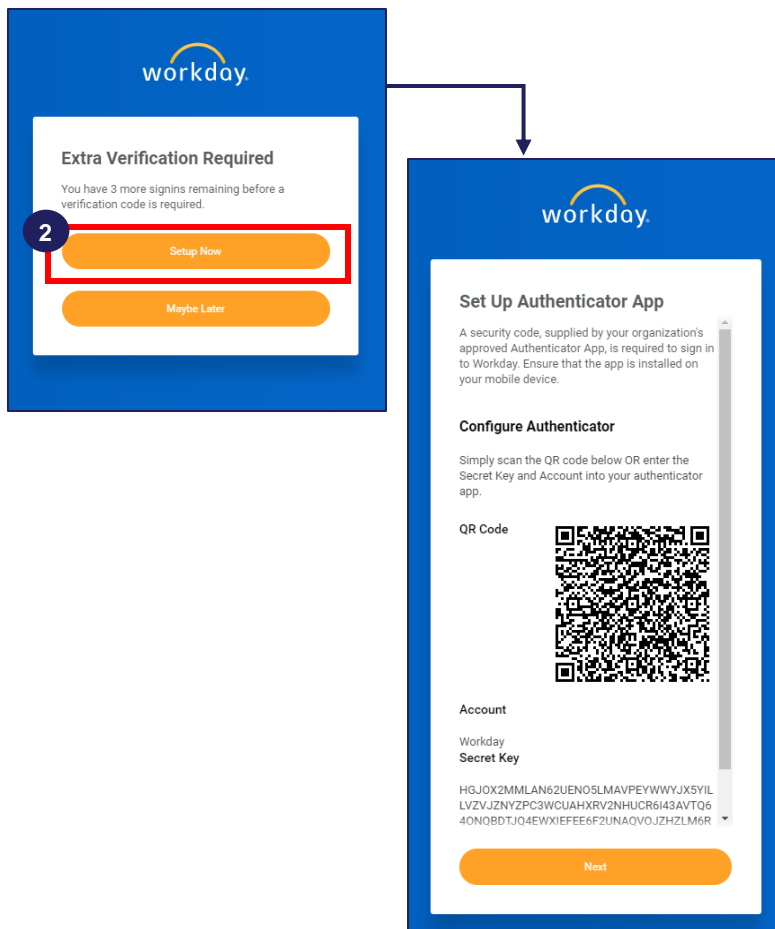 workday.
Extra Verification Required
You have 3 more signins remaining before a
verification code is required.
2
Setup Now
Maybe Later
workday.
Set Up Authenticator App
A security code, supplied by your organization's
approved Authenticator App, is required to sign in
to Workday. Ensure that the app is installed on
your mobile device.
Configure Authenticator
Simply scan the QR code below OR enter the
Secret Key and Account into your authenticator
app.
QR Code
Account
Workday
Secret Key
HGJOX2MMLAN62UENO5LMAVPEYWWYJX5YIL
LVZVJZNYZPC3WCUAHXRV2NHUCR6I43AVTQ6
4ONQBDTJQ4EWXIEFEE6F2UNAQVOJZHZLM6R
Next